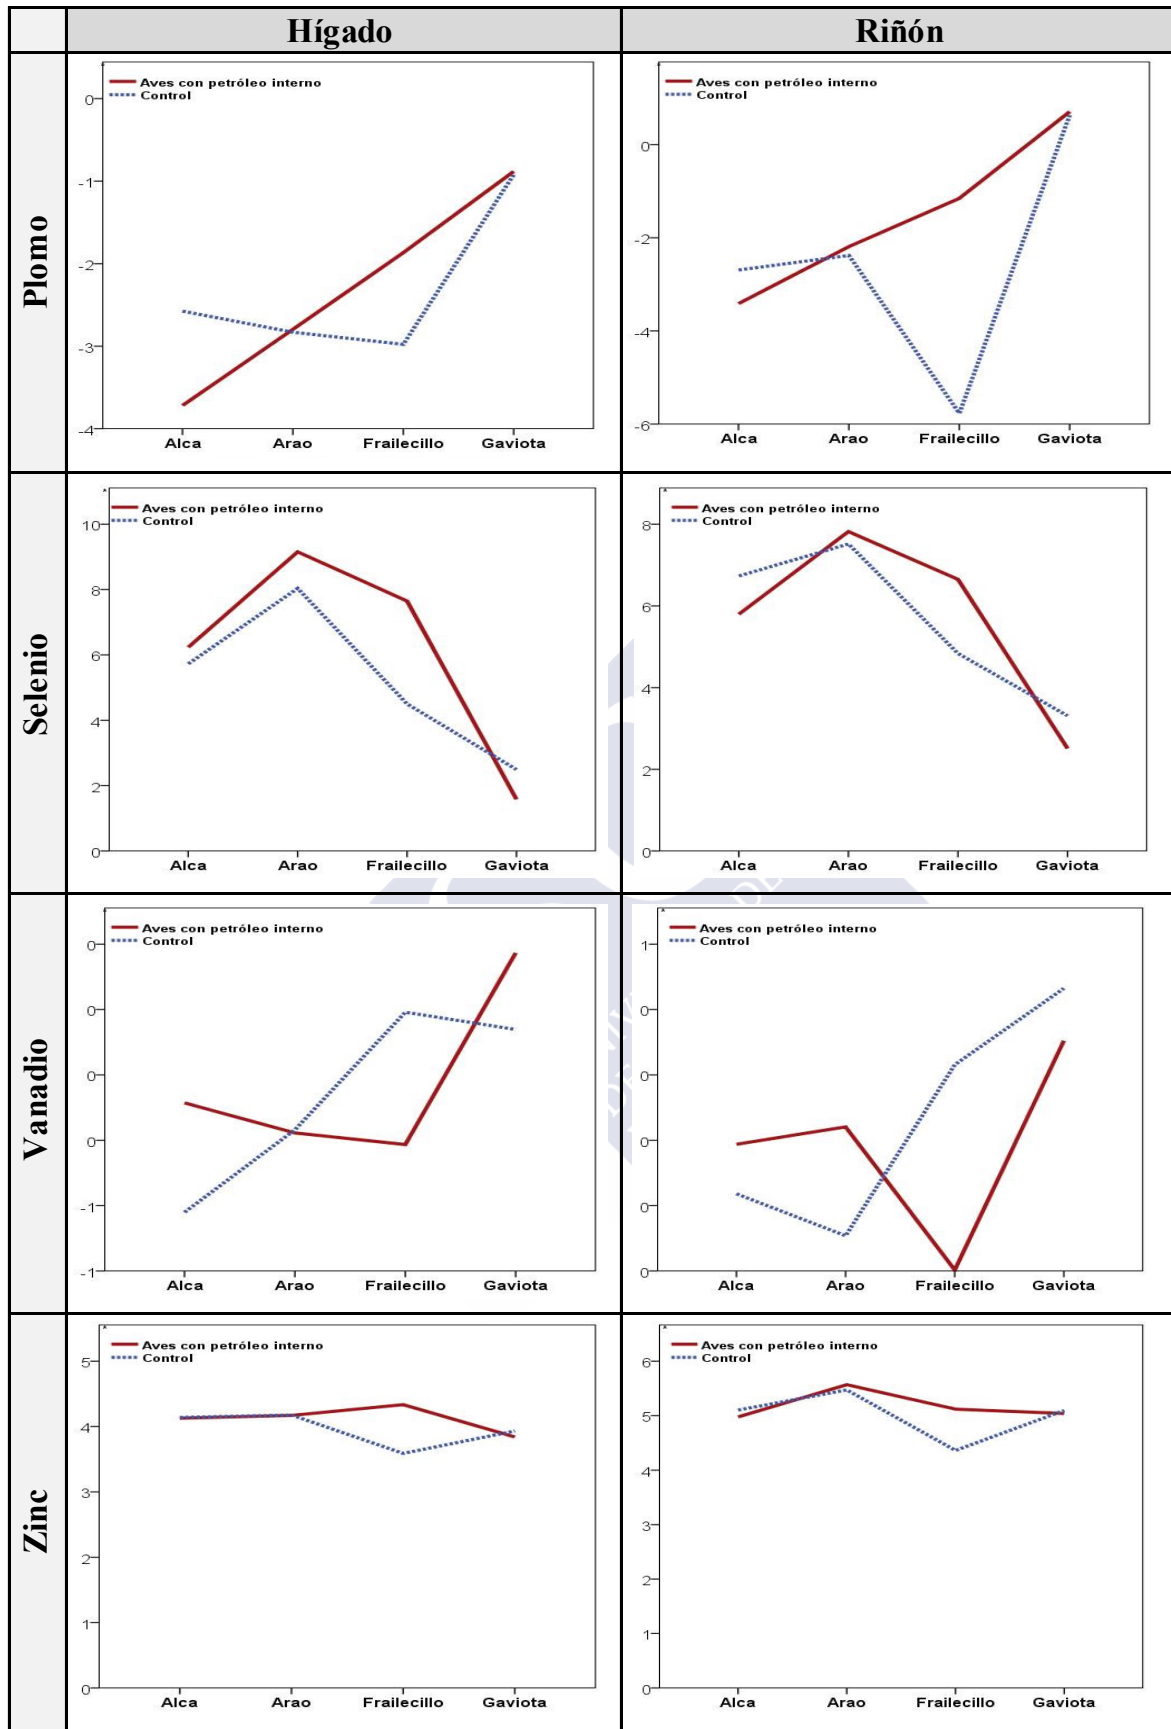 Hígado
Riñón
Plomo
Aves con petróleo interno
Control
0
-1
-2
-3
-4
Alca Arao Frailecillo Gaviota
Aves con petróleo interno
Control
0
-2
-4
-6
Alca Arao Frailecillo Gaviota
Selenio
Aves con petróleo interno
Control
10
8
6
4
2
0
Alca Arao Frailecillo Gaviota
Aves con petróleo interno
Control
8
6
4
2
0
Alca Arao Frailecillo Gaviota
Vanadio
Aves con petróleo interno
Control
0
0
0
0
-1
-1
Alca Arao Frailecillo Gaviota
Aves con petróleo interno
Control
1
0
0
0
0
0
Alca Arao Frailecillo Gaviota
Zinc
Aves con petróleo interno
Control
5
4
3
2
1
0
Alca Arao Frailecillo Gaviota
Aves con petróleo interno
Control
6
5
4
3
2
1
0
Alca Arao Frailecillo Gaviota